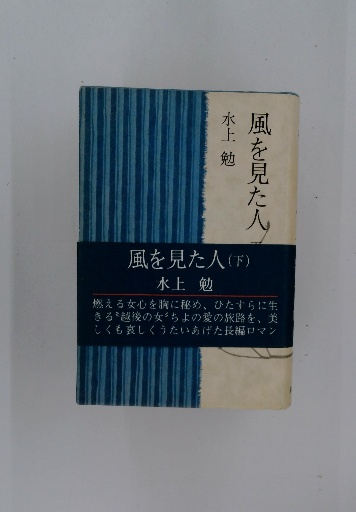 風を見た人
水上 勉
風を見た人(下)
水上 勉
燃える女心を胸に秘め、ひたすらに生
きる〝越後の女〟ちよの愛の旅路を、美
しくも哀しくうたいあげた長編ロマン